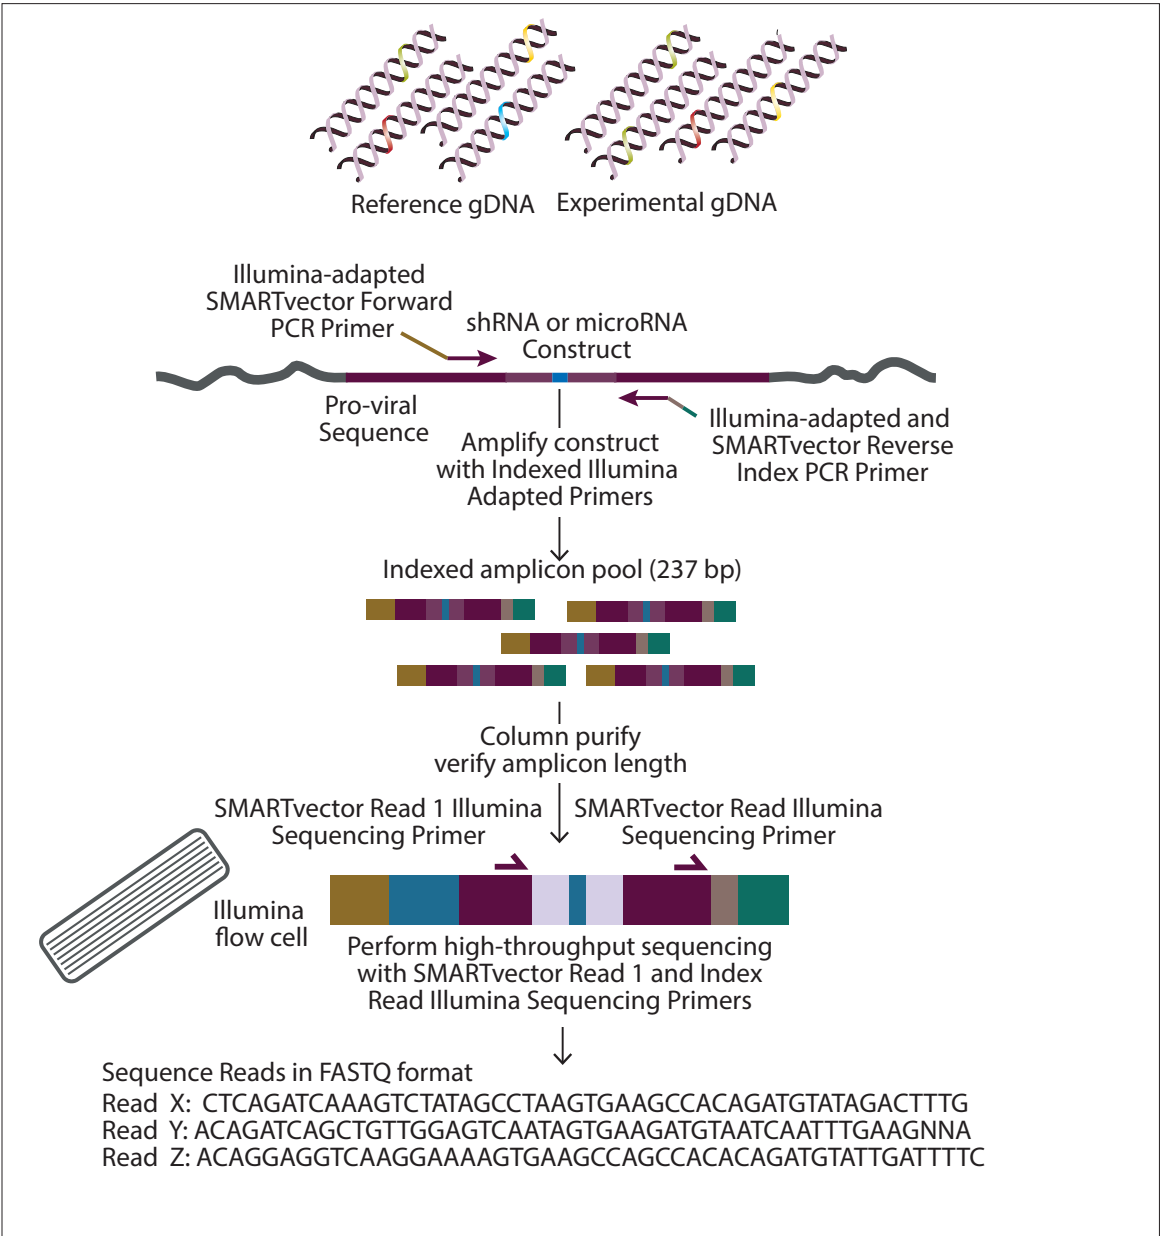 Reference gDNA
Experimental gDNA
Illumina-adapted
SMARTvector Forward
PCR Primer
shRNA or microRNA
Construct
Pro-viral
Sequence
Illumina-adapted and
SMARTvector Reverse
Index PCR Primer
Amplify construct
with Indexed Illumina
Adapted Primers
Indexed amplicon pool (237 bp)
Column purify
verify amplicon length
SMARTvector Read 1 Illumina
Sequencing Primer
SMARTvector Read Illumina
Sequencing Primer
Illumina
flow cell
Perform high-throughput sequencing
with SMARTvector Read 1 and Index
Read Illumina Sequencing Primers
Sequence Reads in FASTQ format
Read X: CTCAGATCAAAGTCTATAGCCTAAGTGAAGCCACAGATGTATAGACTTTG
Read Y: ACAGATCAGCTGTTGGAGTCAATAGTGAAGATGTAATCAATTTGAAGNNA
Read Z: ACAGGAGGTCAAGGAAAAGTGAAGCCAGCCACACAGATGTATTGATTTTC